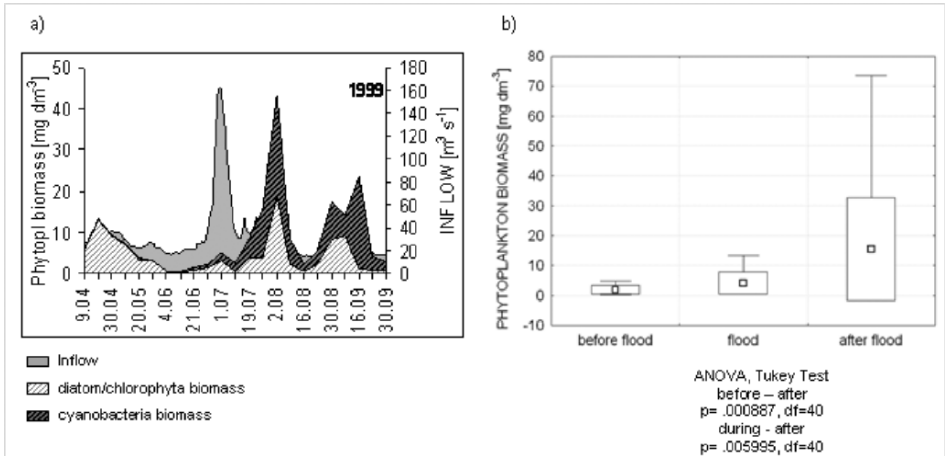 a)
Phytopl biomass [mg dm-3]
50
40
30
20
10
0
1999
180
160
140
120
100
80
60
40
20
0
INFLOW [m3 s-1]
9.04
30.04
20.05
4.06
21.06
1.07
19.07
2.08
16.08
30.08
16.09
30.09
Inflow
diatom/chlorophyta biomass
cyanobacteria biomass
b)
PHYTOPLANKTON BIOMASS [mg dm-3]
80
70
60
50
40
30
20
10
0
-10
before flood
flood
after flood
ANOVA, Tukey Test
before – after
p= .000887, df=40
during - after
p= .005995, df=40